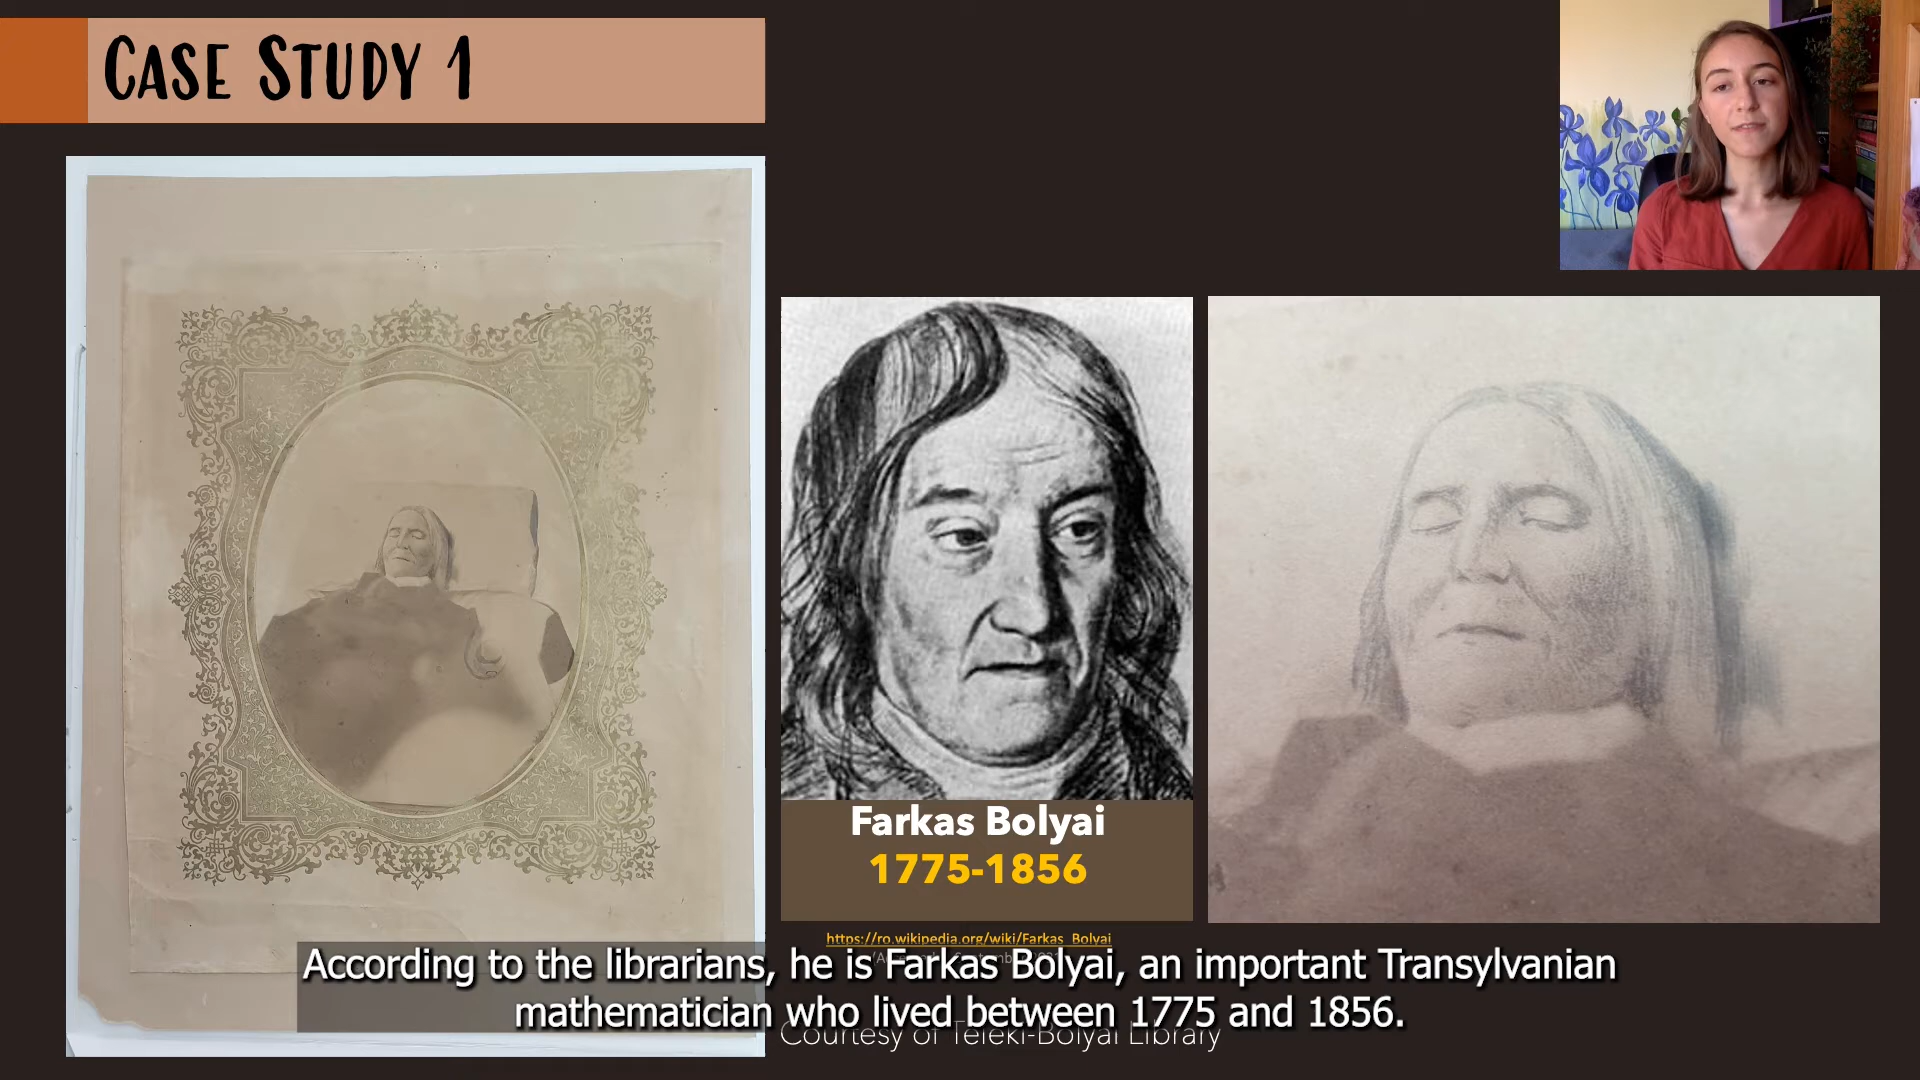 CASE STUDY 1
Farkas Bolyai
1775-1856
https://ro.wikipedia.org/wiki/Farkas_Bolyai
According to the librarians, he is Farkas Bolyai, an important Transylvanian
mathematician who lived between 1775 and 1856.
Courtesy of Teleki-Bolyai Library